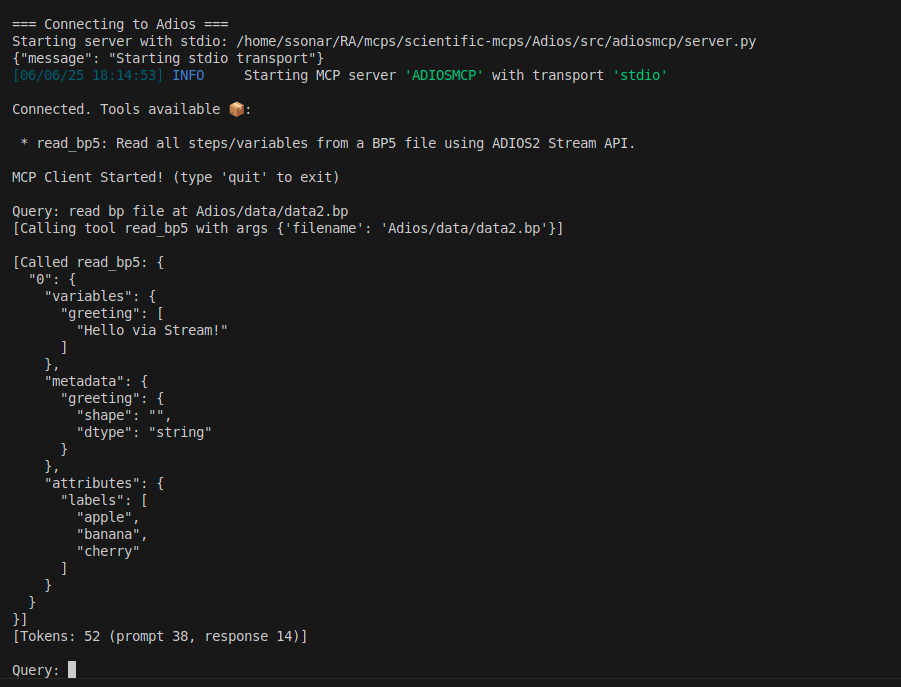 === Connecting to Adios ===
Starting server with stdio: /home/ssonar/RA/mcps/scientific-mcps/Adios/src/adiosmcp/server.py
{"message": "Starting stdio transport"}
[06/06/25 18:14:53] INFO     Starting MCP server 'ADIOSMCP' with transport 'stdio'
Connected. Tools available 📦:
 * read_bp5: Read all steps/variables from a BP5 file using ADIOS2 Stream API.
MCP Client Started! (type 'quit' to exit)
Query: read bp file at Adios/data/data2.bp
[Calling tool read_bp5 with args {'filename': 'Adios/data/data2.bp'}]
[Called read_bp5: {
  "0": {
    "variables": {
      "greeting": [
        "Hello via Stream!"
      ]
    },
    "metadata": {
      "greeting": {
        "shape": "",
        "dtype": "string"
      }
    },
    "attributes": {
      "labels": [
        "apple",
        "banana",
        "cherry"
      ]
    }
  }
}]
[Tokens: 52 (prompt 38, response 14)]
Query: